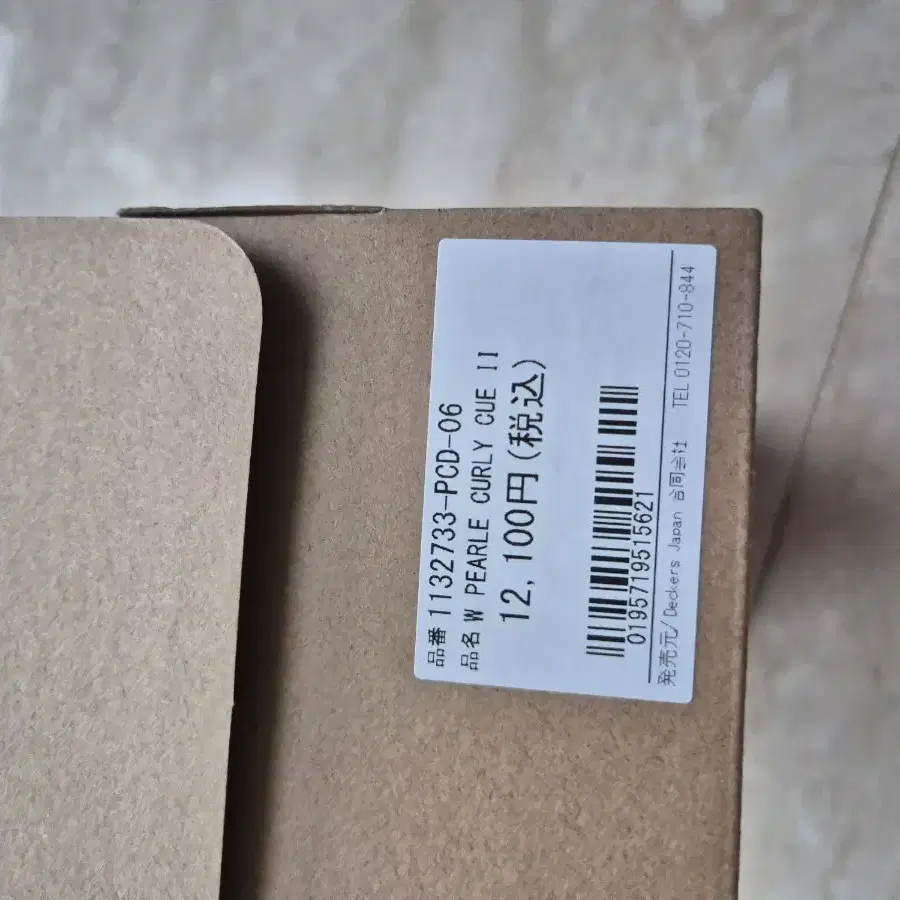 品番 1132733-PCD-06
品名 W PEARLE CURLY CUE II
12,100円(税込)
0195719515621
発売元/Deckers Japan 合同会社 TEL 0120-710-844